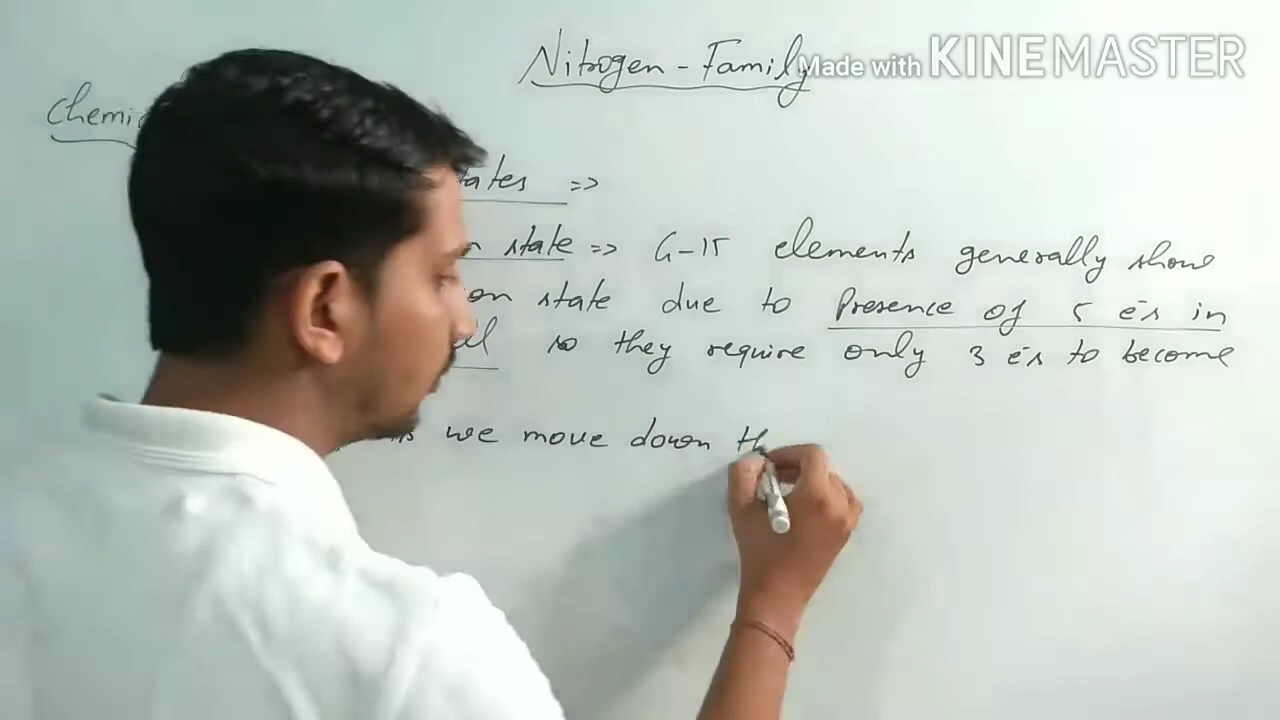 Nitrogen - Family
Made with KINEMASTER
Chemi
tates =>
n state => G-15 elements generally show
on state due to Presence of 5 e-s in
so they require only 3 e-s to become
we move down th